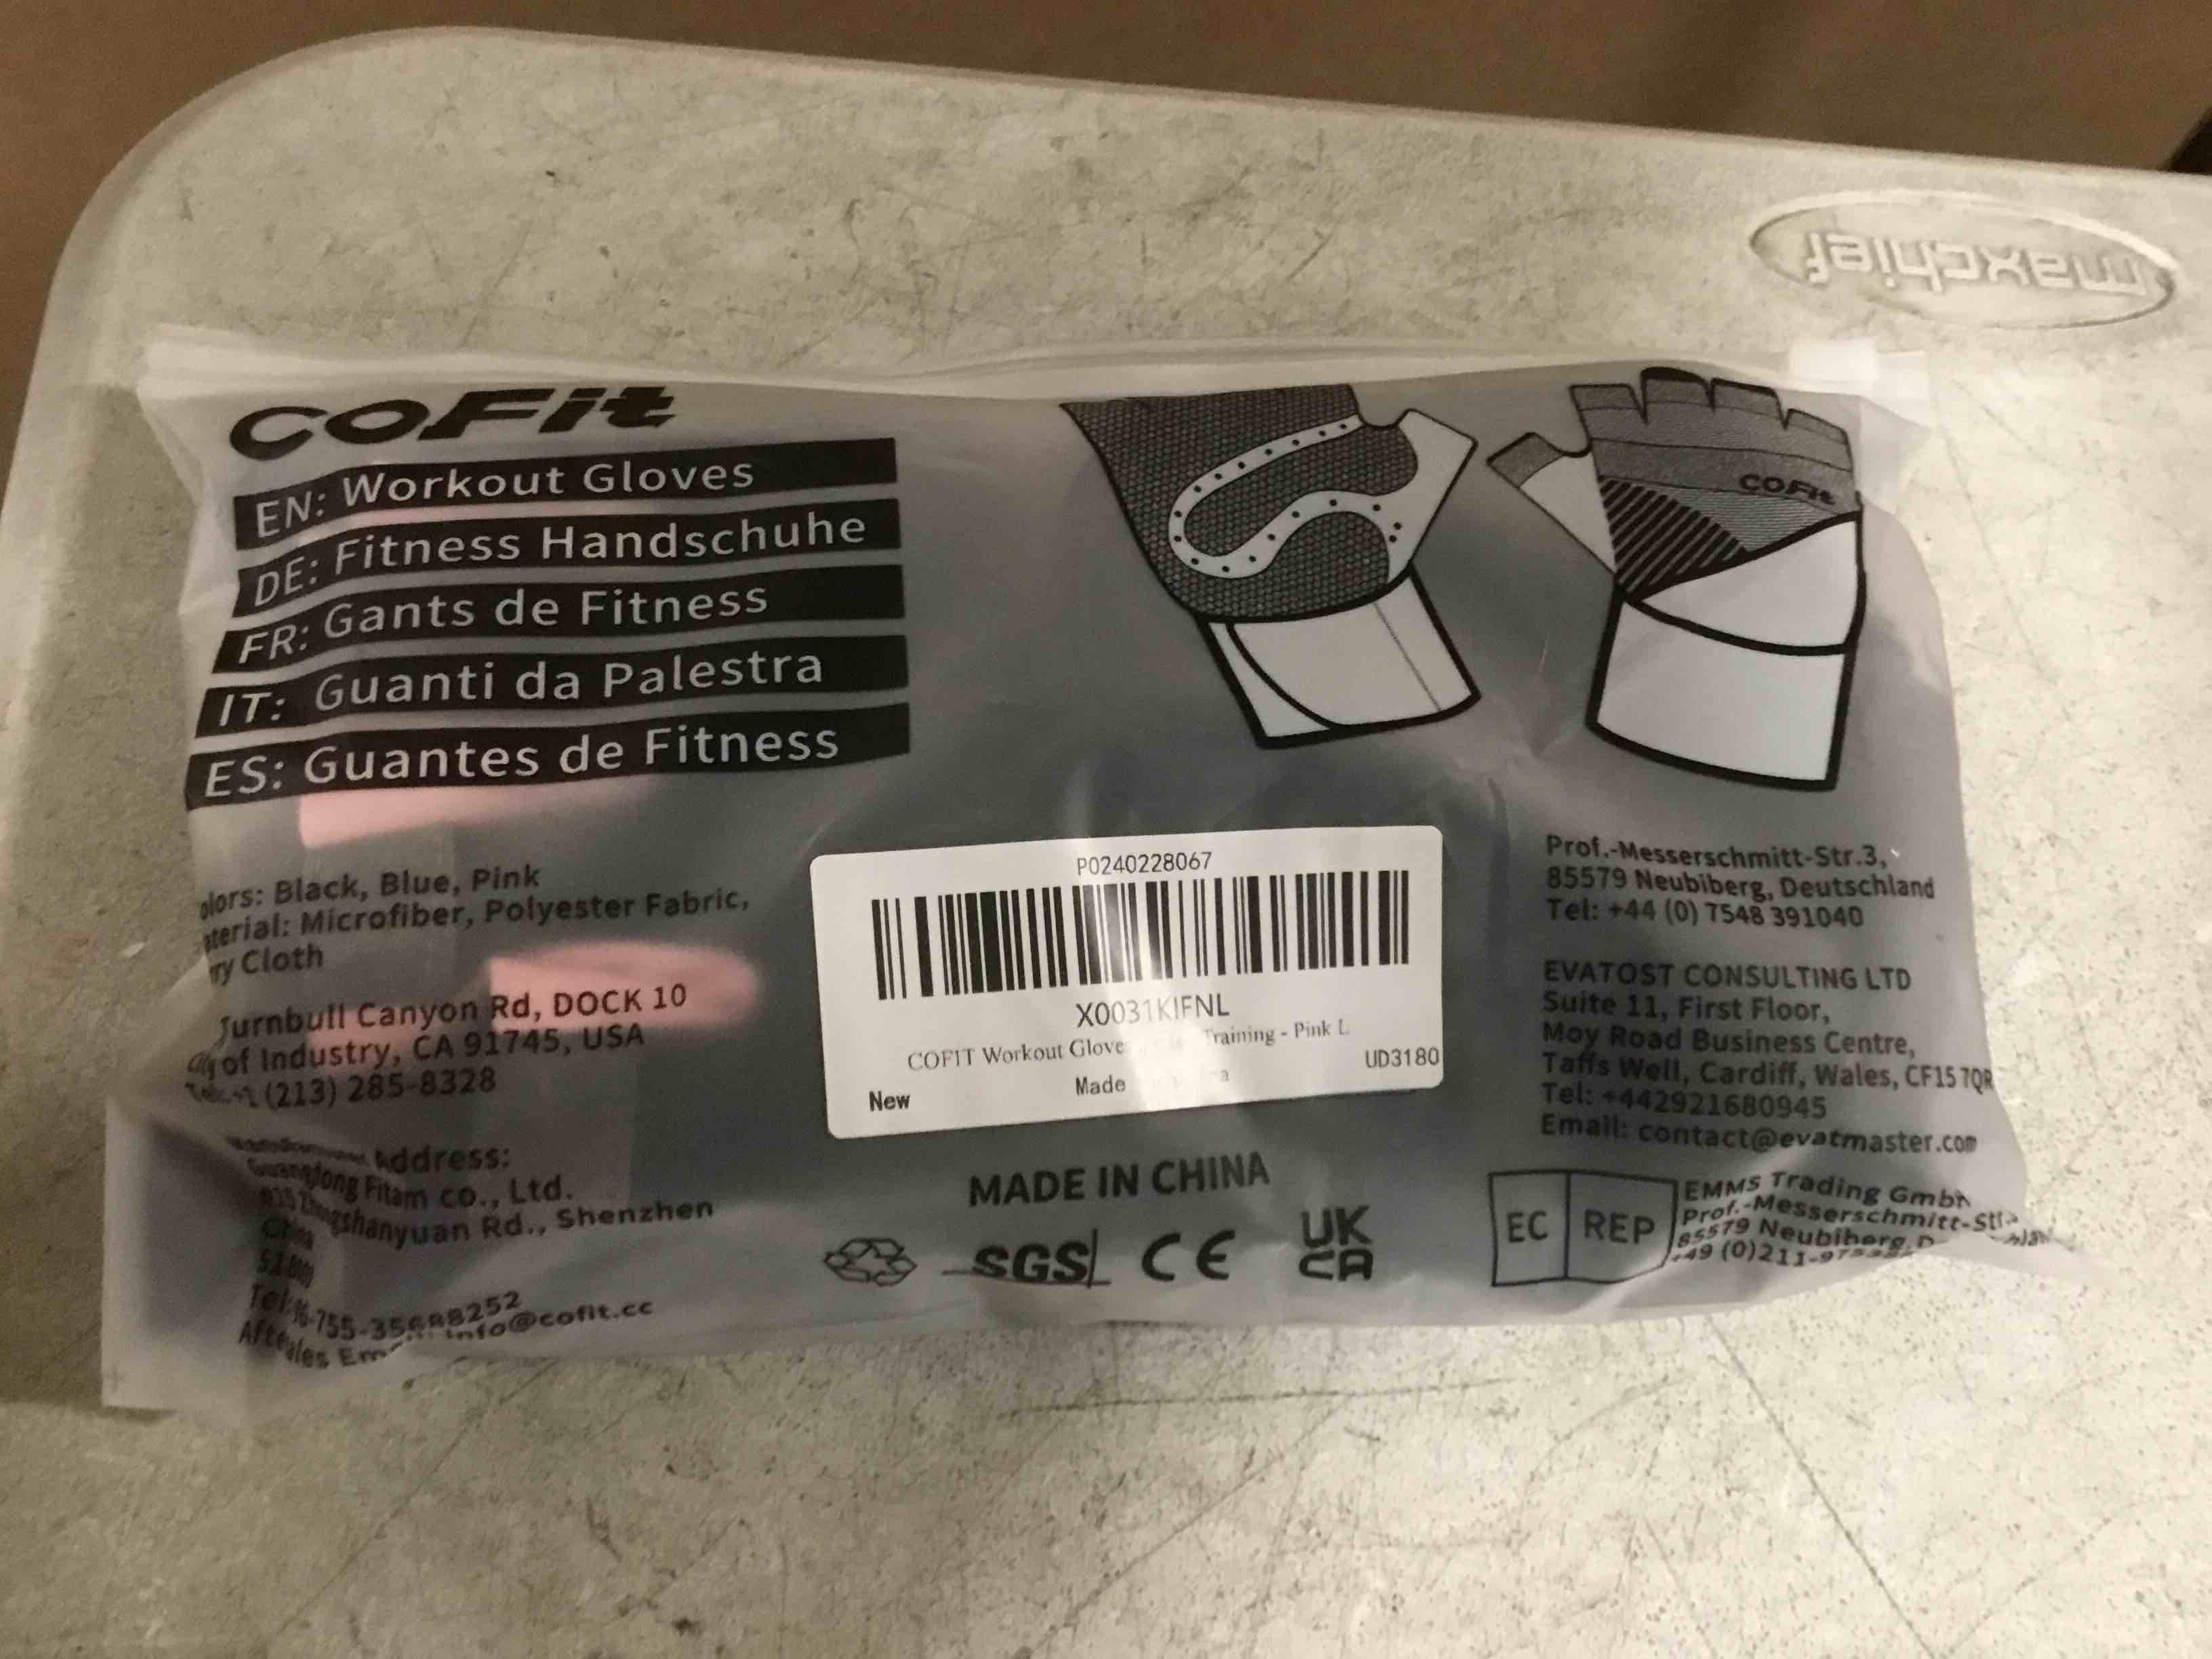 maxchief
COFit
EN: Workout Gloves
DE: Fitness Handschuhe
FR: Gants de Fitness
IT: Guanti da Palestra
ES: Guantes de Fitness
COFit
Black, Blue, Pink
Microfiber, Polyester Fabric,
Cloth
Turnbull Canyon Rd, DOCK 10
of Industry, CA 91745, USA
(213) 285-8328
Address:
Guangdong Fitam co., Ltd.
Rd., Shenzhen
China
info@cofit.cc
P0240228067
X0031KIFNL
COFIT Workout Glove Training - Pink L
Made
UD3180
New
MADE IN CHINA
SGS CE UK
CA
Prof.-Messerschmitt-Str.3,
85579 Neubiberg, Deutschland
Tel: +44 (0) 7548 391040
EVATOST CONSULTING LTD
Suite 11, First Floor,
Moy Road Business Centre,
Taffs Well, Cardiff, Wales, CF15 7QR
Tel: +442921680945
Email: contact@evatmaster.com
EC REP
EMMS Trading Gmbh
Prof.-Messerschmitt-Str.
85579 Neubiberg,